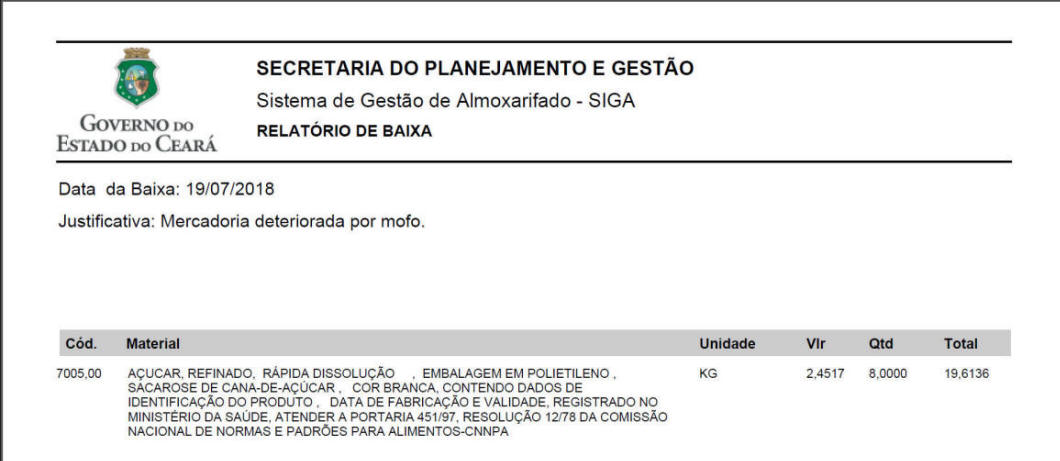 SECRETARIA DO PLANEJAMENTO E GESTÃO
Sistema de Gestão de Almoxarifado - SIGA
RELATÓRIO DE BAIXA
GOVERNO DO
ESTADO DO CEARÁ
Data da Baixa: 19/07/2018
Justificativa: Mercadoria deteriorada por mofo.
Cód. Material Unidade Vlr Qtd Total
7005,00 AÇUCAR, REFINADO, RÁPIDA DISSOLUÇÃO , EMBALAGEM EM POLIETILENO , KG 2,4517 8,0000 19,6136
SACAROSE DE CANA-DE-AÇÚCAR , COR BRANCA, CONTENDO DADOS DE
IDENTIFICAÇÃO DO PRODUTO , DATA DE FABRICAÇÃO E VALIDADE, REGISTRADO NO
MINISTÉRIO DA SAÚDE, ATENDER A PORTARIA 451/97, RESOLUÇÃO 12/78 DA COMISSÃO
NACIONAL DE NORMAS E PADRÕES PARA ALIMENTOS-CNNPA